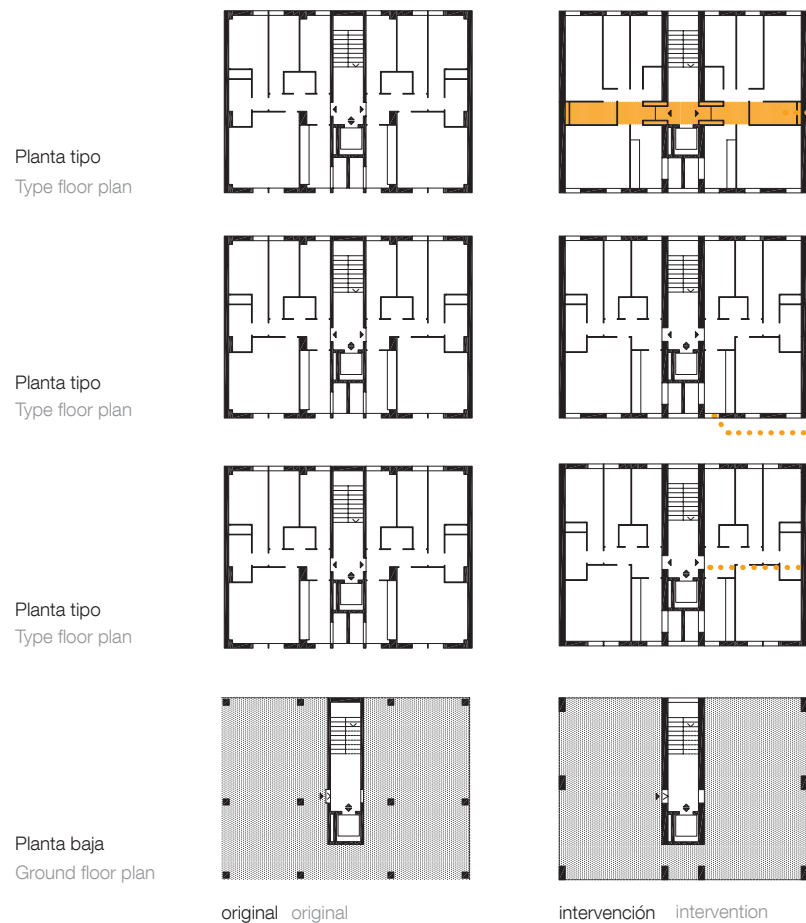 Planta tipo
Type floor plan
Planta tipo
Type floor plan
Planta tipo
Type floor plan
Planta baja
Ground floor plan
original original
intervención intervention